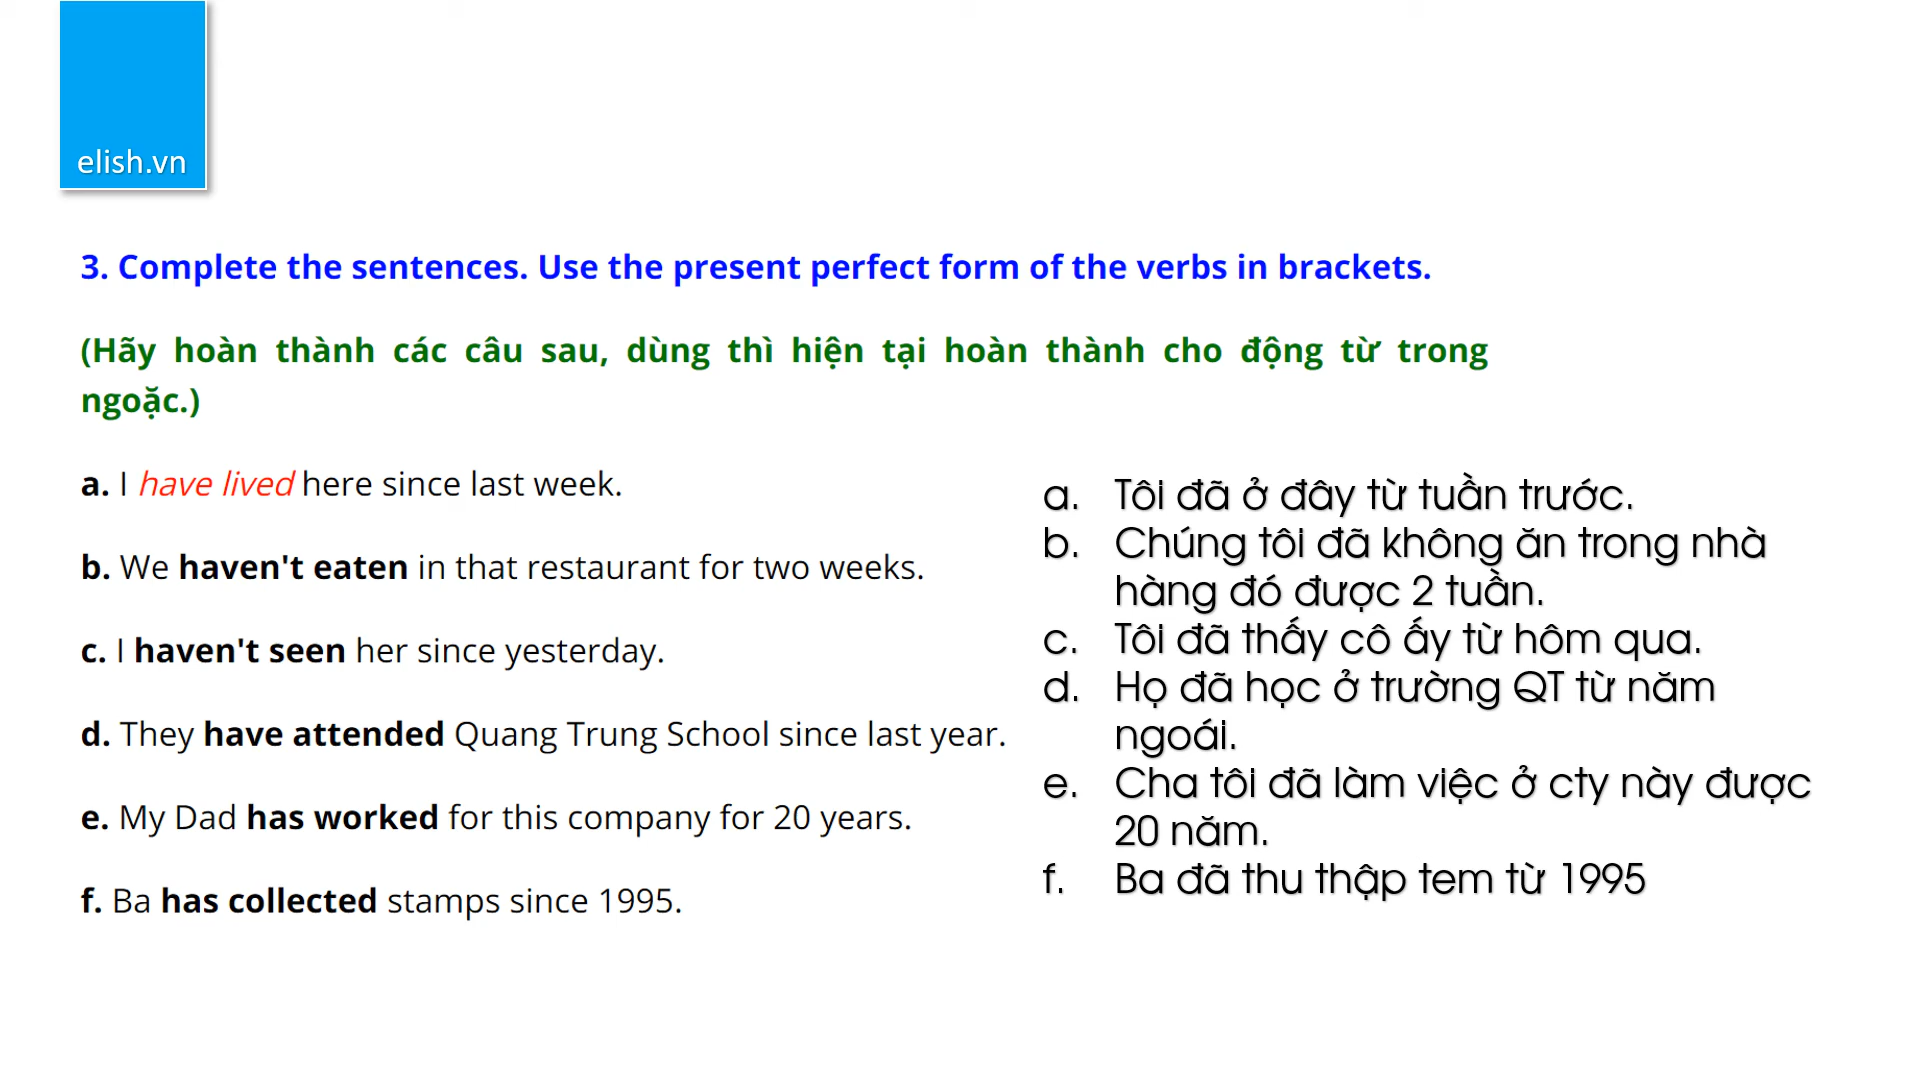 elish.vn
3. Complete the sentences. Use the present perfect form of the verbs in brackets.
(Hãy hoàn thành các câu sau, dùng thì hiện tại hoàn thành cho động từ trong
ngoặc.)
a. I have lived here since last week.
b. We haven't eaten in that restaurant for two weeks.
c. I haven't seen her since yesterday.
d. They have attended Quang Trung School since last year.
e. My Dad has worked for this company for 20 years.
f. Ba has collected stamps since 1995.
a. Tôi đã ở đây từ tuần trước.
b. Chúng tôi đã không ăn trong nhà
hàng đó được 2 tuần.
c. Tôi đã thấy cô ấy từ hôm qua.
d. Họ đã học ở trường QT từ năm
ngoái.
e. Cha tôi đã làm việc ở cty này được
20 năm.
f. Ba đã thu thập tem từ 1995